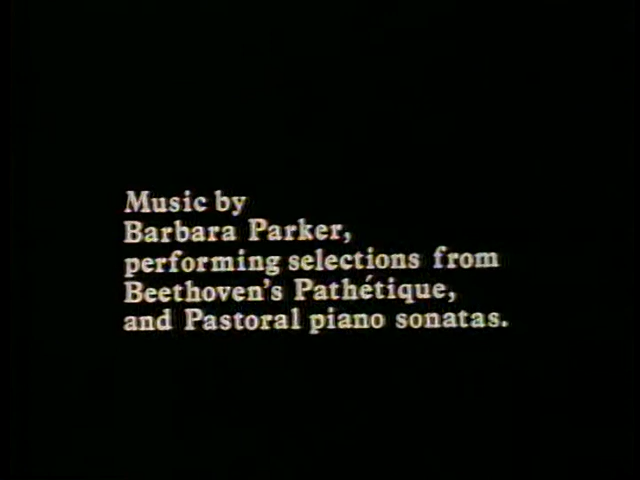 Music by
Barbara Parker,
performing selections from
Beethoven's Pathétique,
and Pastoral piano sonatas.